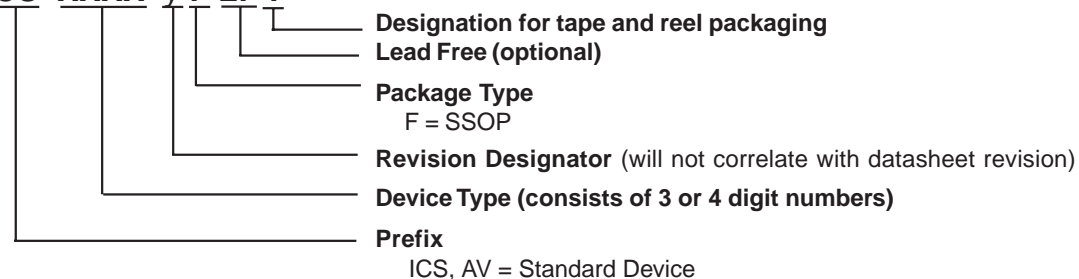 Designation for tape and reel packaging
Lead Free (optional)
Package Type
F = SSOP
Revision Designator (will not correlate with datasheet revision)
Device Type (consists of 3 or 4 digit numbers)
Prefix
ICS, AV = Standard Device